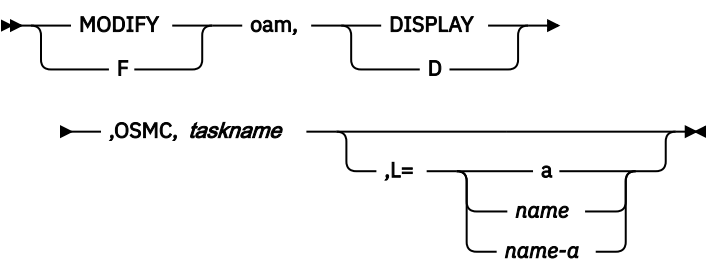 MODIFY oam, DISPLAY
F D
,OSMC, taskname
,L= a
name
name-a